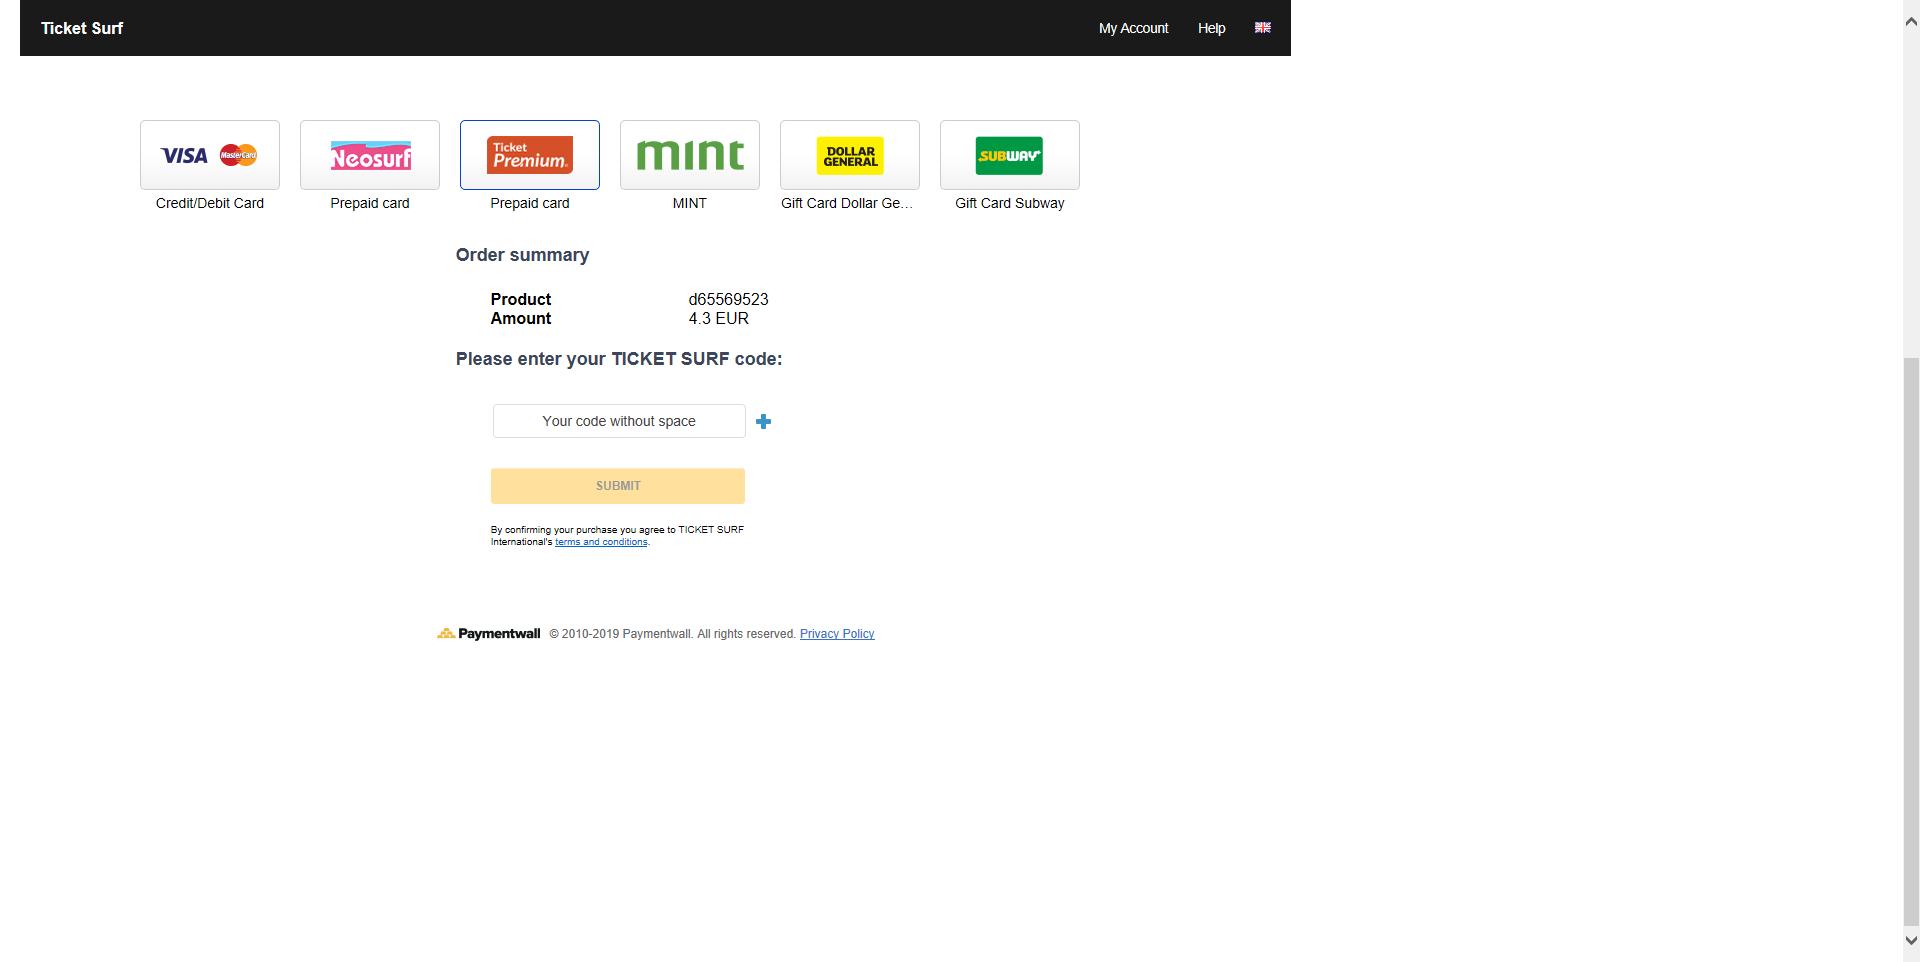 Ticket Surf
My Account
Help
VISA
MasterCard
Neosurf
Ticket
Premium.
mint
DOLLAR
GENERAL
SUBWAY
Credit/Debit Card
Prepaid card
Prepaid card
MINT
Gift Card Dollar Ge...
Gift Card Subway
Order summary
Product d65569523
Amount 4.3 EUR
Please enter your TICKET SURF code:
Your code without space
SUBMIT
By confirming your purchase you agree to TICKET SURF
International's terms and conditions.
Paymentwall © 2010-2019 Paymentwall. All rights reserved. Privacy Policy